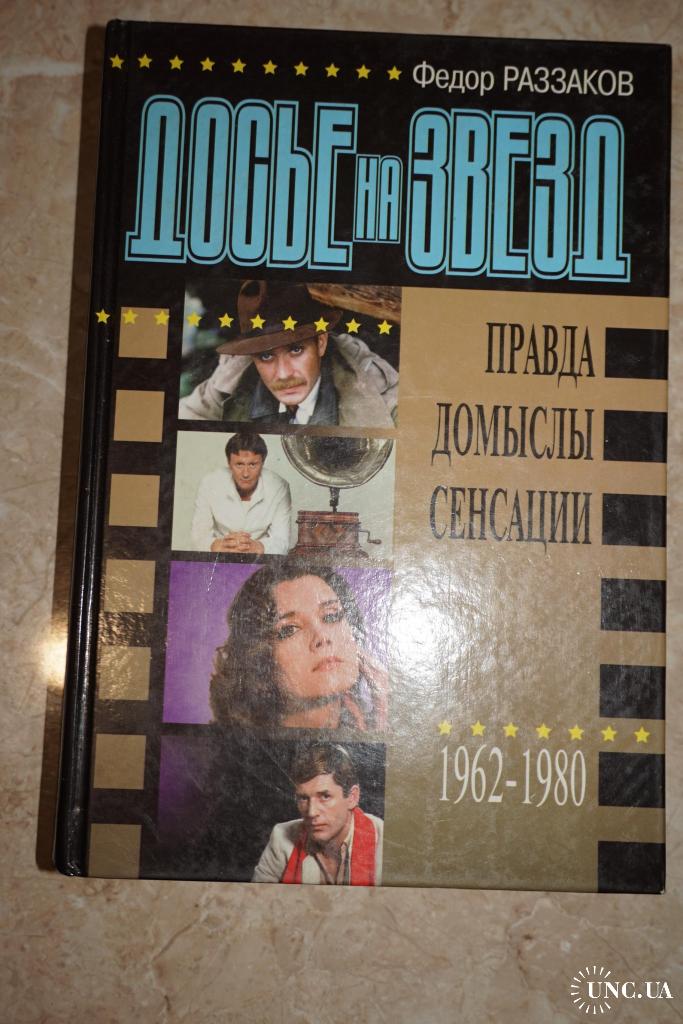 Федор РАЗЗАКОВ
ДОСЬЕ НА ЗВЕЗД
ПРАВДА
ДОМЫСЛЫ
СЕНСАЦИИ
1962-1980
UNC.UA